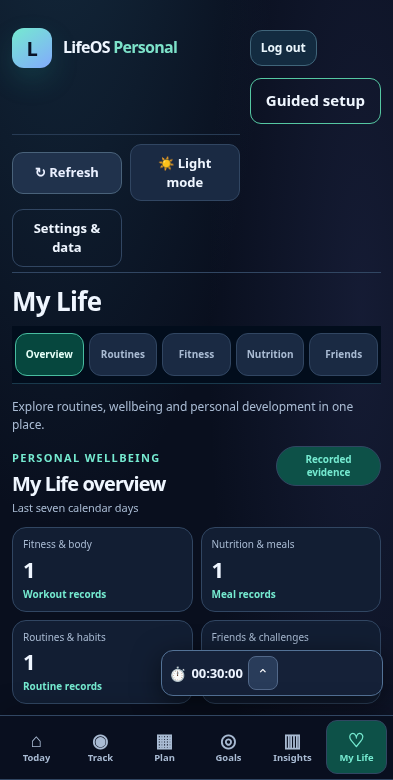 L
LifeOS Personal
Log out
Guided setup
↻ Refresh
☀️ Light
mode
Settings &
data
My Life
Overview
Routines
Fitness
Nutrition
Friends
Explore routines, wellbeing and personal development in one
place.
PERSONAL WELLBEING
Recorded
evidence
My Life overview
Last seven calendar days
Fitness & body
1
Workout records
Nutrition & meals
1
Meal records
Routines & habits
1
Routine records
Friends & challenges
⏱️ 00:30:00
Today
Track
Plan
Goals
Insights
My Life